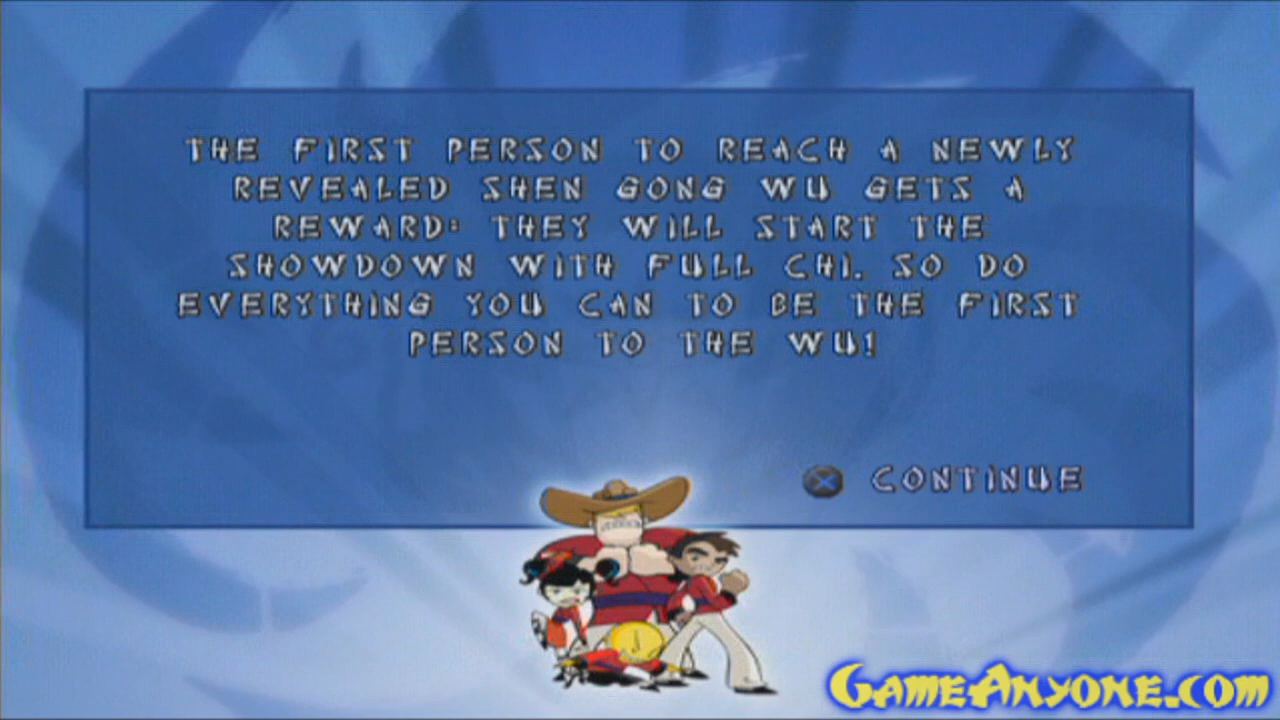 THE FIRST PERSON TO REACH A NEWLY
REVEALED SHEN GONG WU GETS A
REWARD: THEY WILL START THE
SHOWDOWN WITH FULL CHI. SO DO
EVERYTHING YOU CAN TO BE THE FIRST
PERSON TO THE WU!
CONTINUE
GAMEANYONE.COM